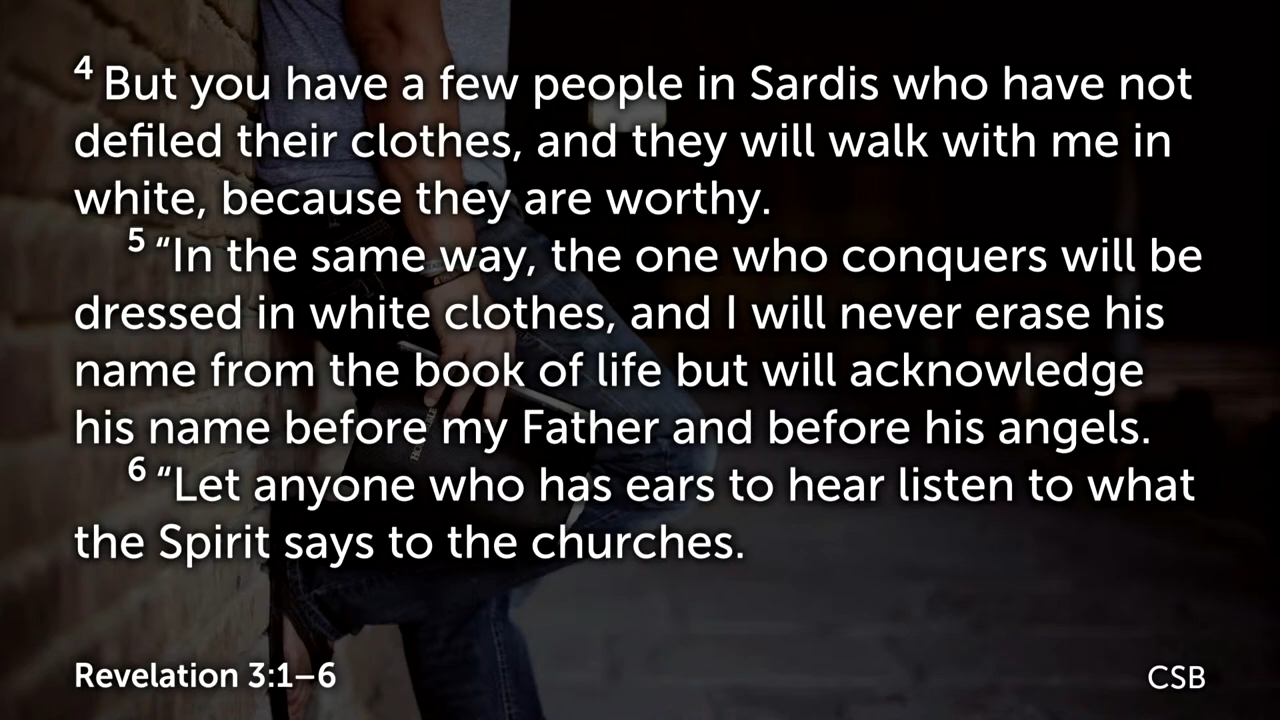 4 But you have a few people in Sardis who have not
defiled their clothes, and they will walk with me in
white, because they are worthy.
5 “In the same way, the one who conquers will be
dressed in white clothes, and I will never erase his
name from the book of life but will acknowledge
his name before my Father and before his angels.
6 “Let anyone who has ears to hear listen to what
the Spirit says to the churches.
Revelation 3:1–6
CSB